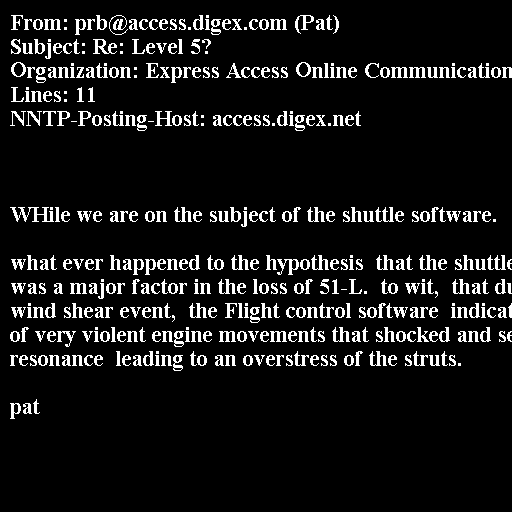 From: prb@access.digex.com (Pat)
Subject: Re: Level 5?
Organization: Express Access Online Communication
Lines: 11
NNTP-Posting-Host: access.digex.net
WHile we are on the subject of the shuttle software.
what ever happened to the hypothesis  that the shuttle
was a major factor in the loss of 51-L.  to wit,  that du
wind shear event,  the Flight control software  indicat
of very violent engine movements that shocked and se
resonance  leading to an overstress of the struts.
pat